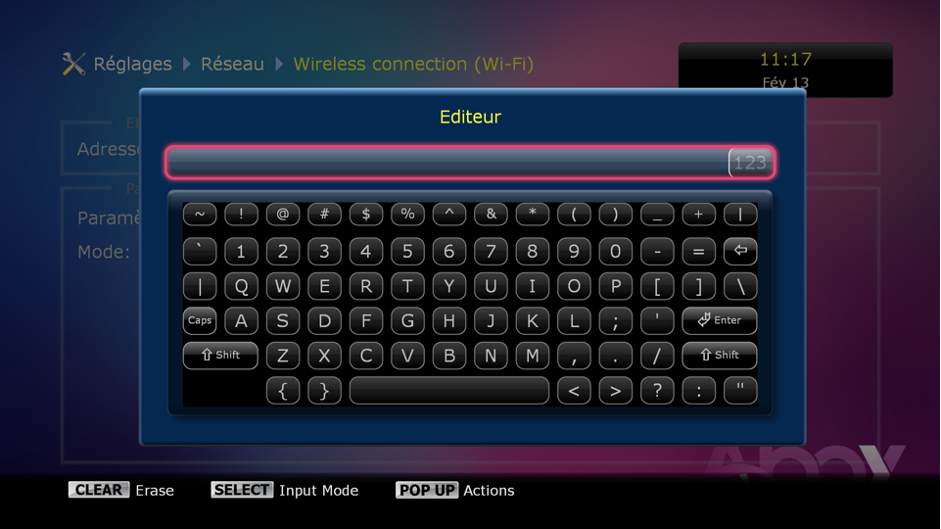 Réglages Réseau Wireless connection (Wi-Fi)
11:17
Fév 13
Editeur
123
Adresse
Paramè
Mode:
~ ! @ # $ % ^ & * ( ) _ + |
` 1 2 3 4 5 6 7 8 9 0 - =
| Q W E R T Y U I O P [ ] \
Caps A S D F G H J K L ; ' Enter
Shift Z X C V B N M , . / Shift
{ } < > ? : "
CLEAR Erase SELECT Input Mode POP UP Actions